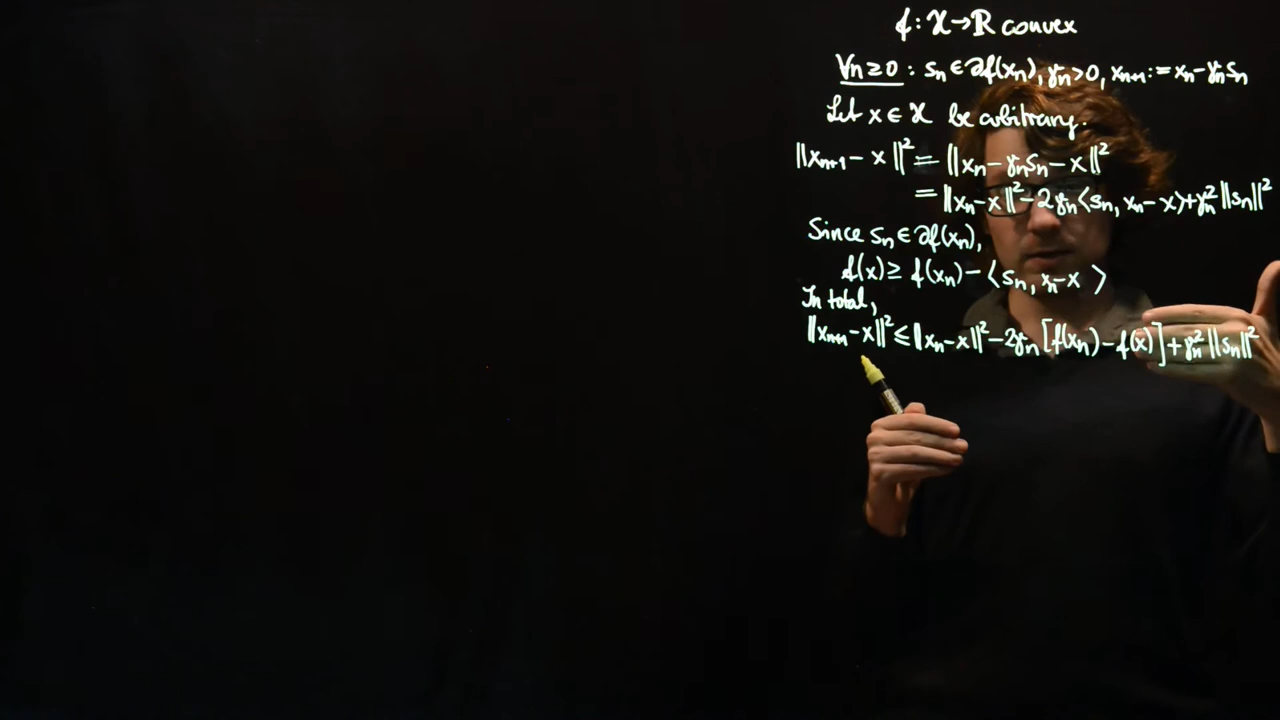 f : X → ℝ convex
∀n ≥ 0 : sₙ ∈ ∂f(xₙ), γₙ > 0, xₙ₊₁ := xₙ − γₙsₙ
Let x ∈ X be arbitrary.
‖xₙ₊₁ − x‖² = ‖xₙ − γₙsₙ − x‖²
= ‖xₙ − x‖² − 2γₙ⟨sₙ, xₙ − x⟩ + γₙ²‖sₙ‖²
Since sₙ ∈ ∂f(xₙ),
f(x) ≥ f(xₙ) − ⟨sₙ, xₙ − x⟩
In total,
‖xₙ₊₁ − x‖² ≤ ‖xₙ − x‖² − 2γₙ[f(xₙ) − f(x)] + γₙ²‖sₙ‖²